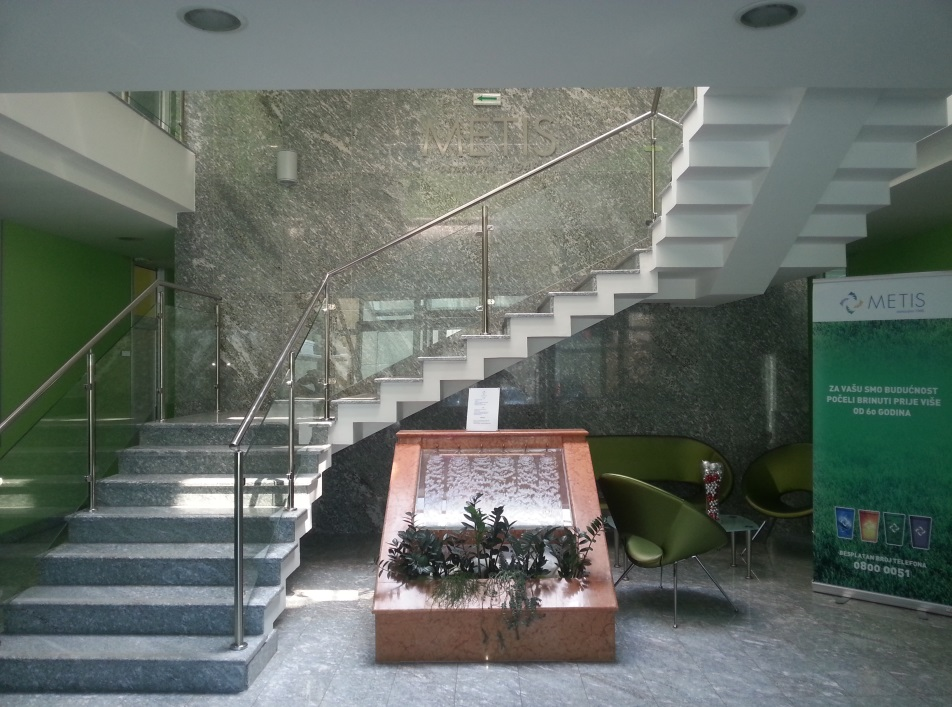 METIS
METIS
ZA VAŠU SMO BUDUĆNOST
POČELI BRINUTI PRIJE VIŠE
OD 60 GODINA
BESPLATAN BROJ TELEFONA
0800 0051